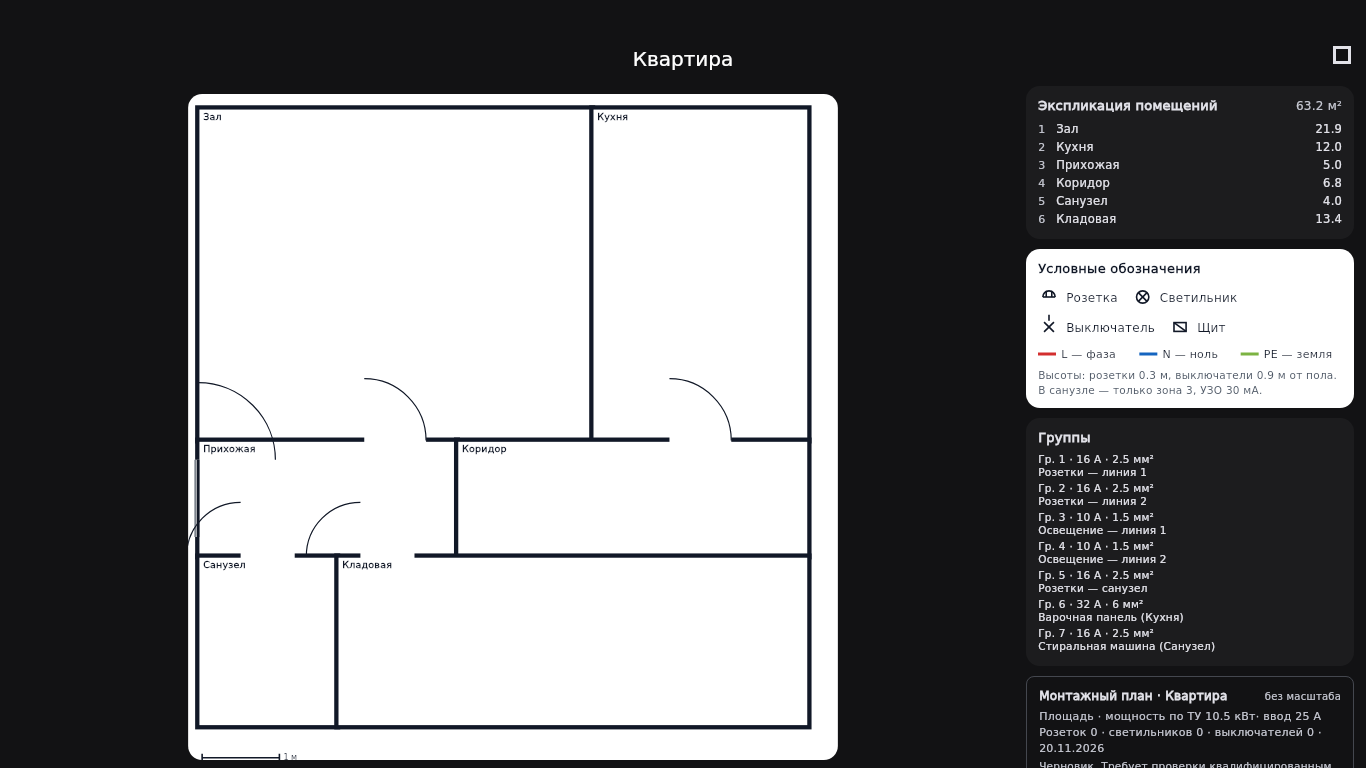 Квартира
Зал
Кухня
Прихожая
Коридор
Санузел
Кладовая
1 м
Экспликация помещений 63.2 м²
1 Зал 21.9
2 Кухня 12.0
3 Прихожая 5.0
4 Коридор 6.8
5 Санузел 4.0
6 Кладовая 13.4
Условные обозначения
Розетка Светильник
Выключатель Щит
L — фаза N — ноль PE — земля
Высоты: розетки 0.3 м, выключатели 0.9 м от пола.
В санузле — только зона 3, УЗО 30 мА.
Группы
Гр. 1 · 16 А · 2.5 мм²
Розетки — линия 1
Гр. 2 · 16 А · 2.5 мм²
Розетки — линия 2
Гр. 3 · 10 А · 1.5 мм²
Освещение — линия 1
Гр. 4 · 10 А · 1.5 мм²
Освещение — линия 2
Гр. 5 · 16 А · 2.5 мм²
Розетки — санузел
Гр. 6 · 32 А · 6 мм²
Варочная панель (Кухня)
Гр. 7 · 16 А · 2.5 мм²
Стиральная машина (Санузел)
Монтажный план · Квартира без масштаба
Площадь · мощность по ТУ 10.5 кВт· ввод 25 А
Розеток 0 · светильников 0 · выключателей 0 ·
20.11.2026
Черновик. Требует проверки квалифицированным